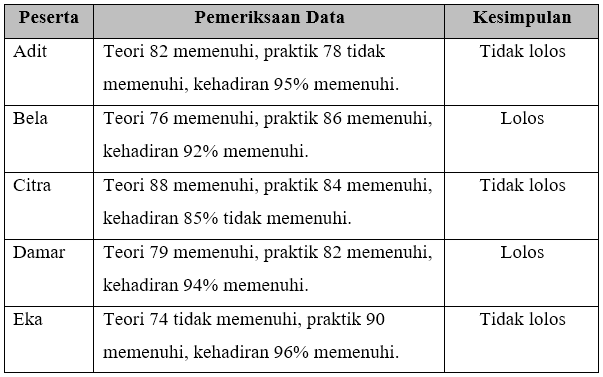 Peserta Pemeriksaan Data Kesimpulan
Adit Teori 82 memenuhi, praktik 78 tidak Tidak lolos
memenuhi, kehadiran 95% memenuhi.
Bela Teori 76 memenuhi, praktik 86 memenuhi, Lolos
kehadiran 92% memenuhi.
Citra Teori 88 memenuhi, praktik 84 memenuhi, Tidak lolos
kehadiran 85% tidak memenuhi.
Damar Teori 79 memenuhi, praktik 82 memenuhi, Lolos
kehadiran 94% memenuhi.
Eka Teori 74 tidak memenuhi, praktik 90 Tidak lolos
memenuhi, kehadiran 96% memenuhi.